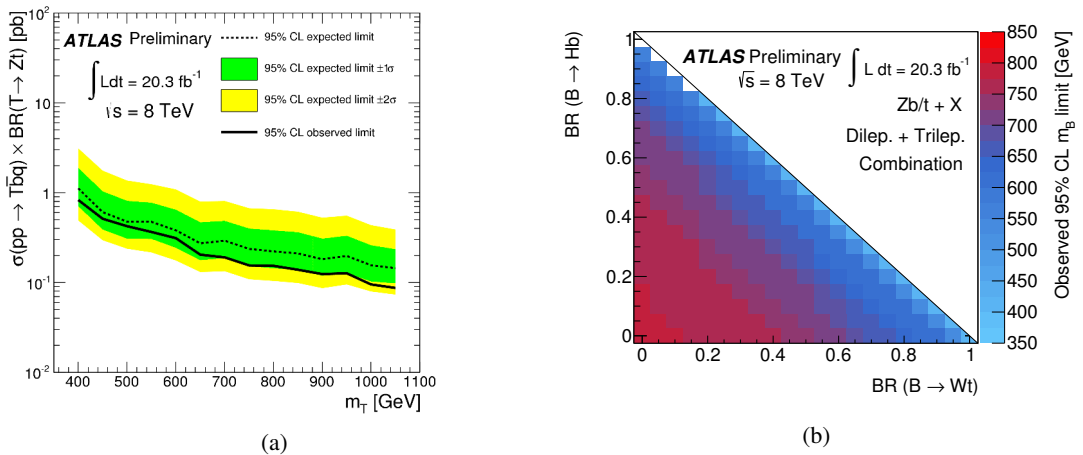 σ(pp → Tb̄q) × BR(T → Zt) [pb]
10²
10
1
10⁻¹
10⁻²
ATLAS Preliminary
∫ Ldt = 20.3 fb⁻¹
√s = 8 TeV
95% CL expected limit
95% CL expected limit ±1σ
95% CL expected limit ±2σ
95% CL observed limit
400 500 600 700 800 900 1000 1100
m_T [GeV]
(a)
BR (B → Hb)
1
0.8
0.6
0.4
0.2
0
ATLAS Preliminary
√s = 8 TeV ∫ L dt = 20.3 fb⁻¹
Zb/t + X
Dilep. + Trilep.
Combination
0 0.2 0.4 0.6 0.8 1
BR (B → Wt)
850
800
750
700
650
600
550
500
450
400
350
Observed 95% CL m_B limit [GeV]
(b)